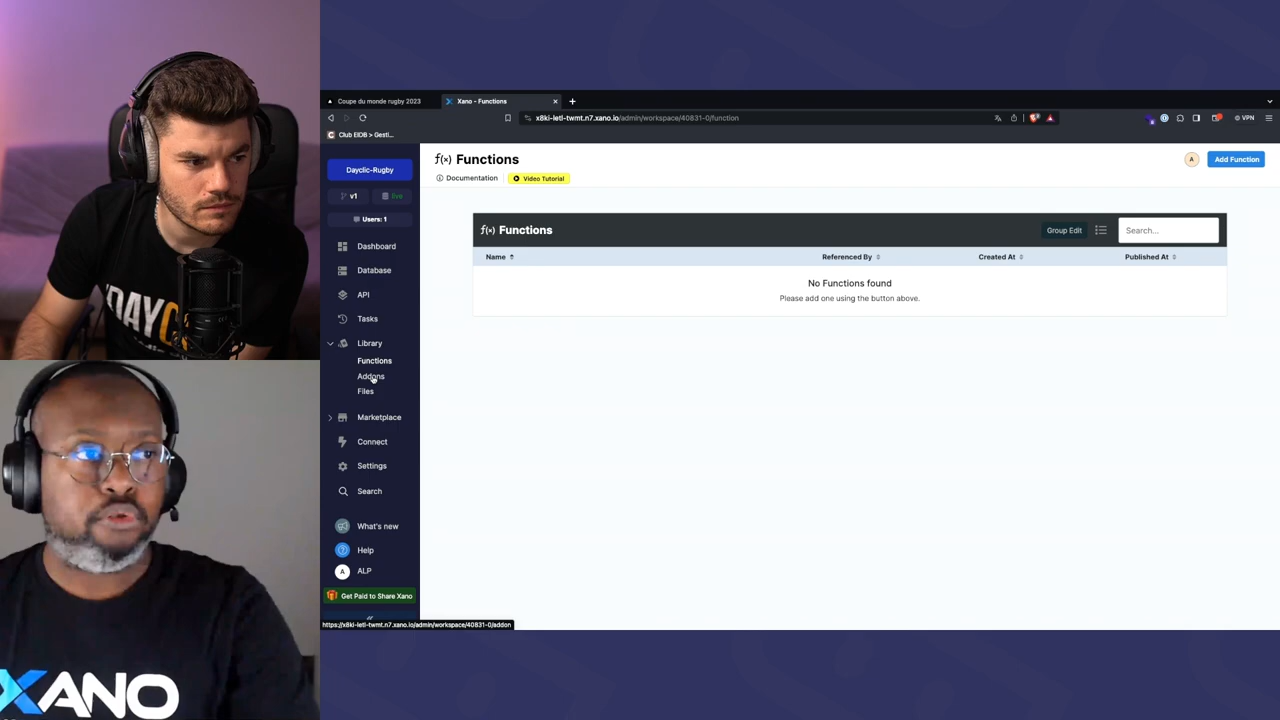 Coupe du monde rugby 2023
Xano - Functions
x8ki-letl-twmt.n7.xano.io/admin/workspace/40831-0/function
VPN
Club EIDB > Gesti...
Dayclic-Rugby
v1
live
Users: 1
Dashboard
Database
API
Tasks
Library
Functions
Addons
Files
Marketplace
Connect
Settings
Search
What's new
Help
A
ALP
Get Paid to Share Xano
https://x8ki-letl-twmt.n7.xano.io/admin/workspace/40831-0/addon
f(x) Functions
A
Add Function
Documentation
Video Tutorial
f(x) Functions
Group Edit
Search...
Name
Referenced By
Created At
Published At
No Functions found
Please add one using the button above.
XANO